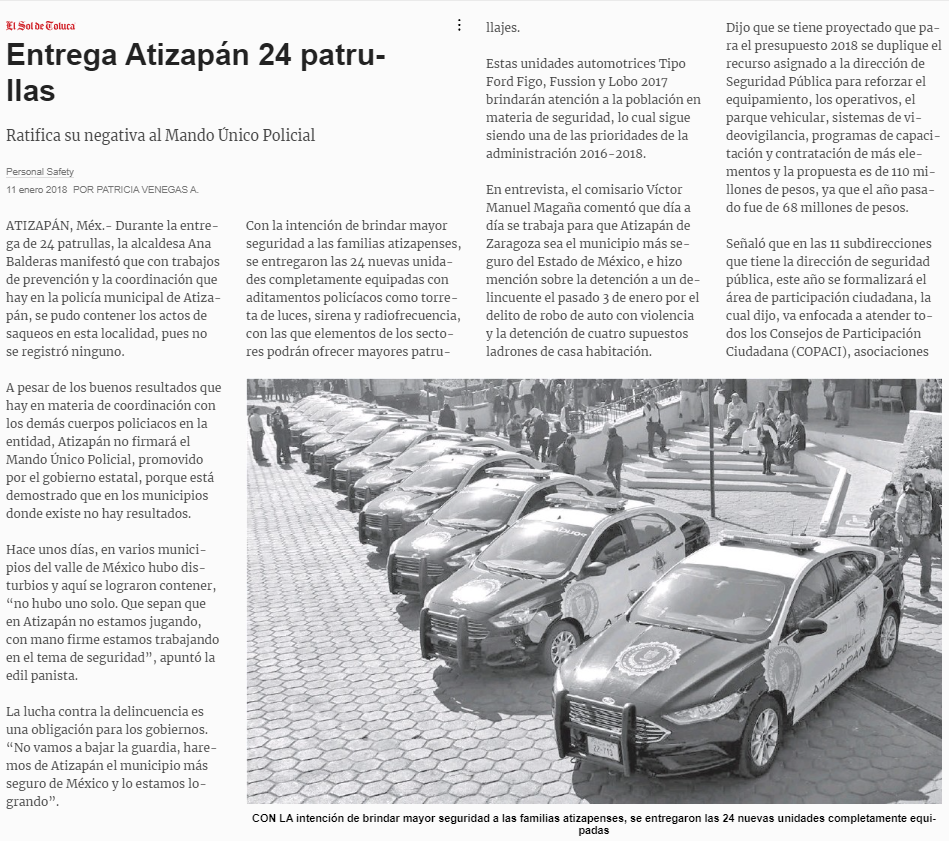 El Sol de Toluca
Entrega Atizapán 24 patru-
llas
Ratifica su negativa al Mando Único Policial
Personal Safety
11 enero 2018 POR PATRICIA VENEGAS A.
ATIZAPÁN, Méx.- Durante la entre-
ga de 24 patrullas, la alcaldesa Ana
Balderas manifestó que con trabajos
de prevención y la coordinación que
hay en la policía municipal de Atiza-
pán, se pudo contener los actos de
saqueos en esta localidad, pues no
se registró ninguno.
A pesar de los buenos resultados que
hay en materia de coordinación con
los demás cuerpos policiacos en la
entidad, Atizapán no firmará el
Mando Único Policial, promovido
por el gobierno estatal, porque está
demostrado que en los municipios
donde existe no hay resultados.
Hace unos días, en varios munici-
pios del valle de México hubo dis-
turbios y aquí se lograron contener,
“no hubo uno solo. Que sepan que
en Atizapán no estamos jugando,
con mano firme estamos trabajando
en el tema de seguridad”, apuntó la
edil panista.
La lucha contra la delincuencia es
una obligación para los gobiernos.
“No vamos a bajar la guardia, hare-
mos de Atizapán el municipio más
seguro de México y lo estamos lo-
grando”.
Con la intención de brindar mayor
seguridad a las familias atizapenses,
se entregaron las 24 nuevas unida-
des completamente equipadas con
aditamentos policíacos como torre-
ta de luces, sirena y radiofrecuencia,
con las que elementos de los secto-
res podrán ofrecer mayores patru-
llajes.
Estas unidades automotrices Tipo
Ford Figo, Fussion y Lobo 2017
brindarán atención a la población en
materia de seguridad, lo cual sigue
siendo una de las prioridades de la
administración 2016-2018.
En entrevista, el comisario Víctor
Manuel Magaña comentó que día a
día se trabaja para que Atizapán de
Zaragoza sea el municipio más se-
guro del Estado de México, e hizo
mención sobre la detención a un de-
lincuente el pasado 3 de enero por el
delito de robo de auto con violencia
y la detención de cuatro supuestos
ladrones de casa habitación.
Dijo que se tiene proyectado que pa-
ra el presupuesto 2018 se duplique el
recurso asignado a la dirección de
Seguridad Pública para reforzar el
equipamiento, los operativos, el
parque vehicular, sistemas de vi-
deovigilancia, programas de capaci-
tación y contratación de más ele-
mentos y la propuesta es de 110 mi-
llones de pesos, ya que el año pasa-
do fue de 68 millones de pesos.
Señaló que en las 11 subdirecciones
que tiene la dirección de seguridad
pública, este año se formalizará el
área de participación ciudadana, la
cual dijo, va enfocada a atender to-
dos los Consejos de Participación
Ciudadana (COPACI), asociaciones
POLICÍA
ATIZAPÁN
CON LA intención de brindar mayor seguridad a las familias atizapenses, se entregaron las 24 nuevas unidades completamente equi-
padas